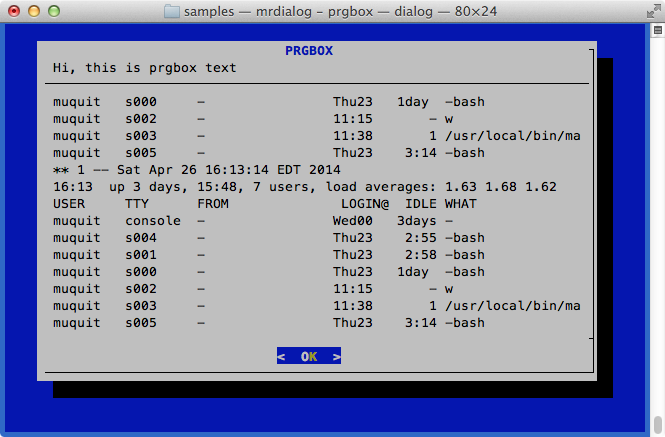 samples — mrdialog – prgbox — dialog — 80×24
PRGBOX
Hi, this is prgbox text
muquit s000 – Thu23 1day –bash
muquit s002 – 11:15 – w
muquit s003 – 11:38 1 /usr/local/bin/ma
muquit s005 – Thu23 3:14 –bash
** 1 –– Sat Apr 26 16:13:14 EDT 2014
16:13 up 3 days, 15:48, 7 users, load averages: 1.63 1.68 1.62
USER TTY FROM LOGIN@ IDLE WHAT
muquit console – Wed00 3days –
muquit s004 – Thu23 2:55 –bash
muquit s001 – Thu23 2:58 –bash
muquit s000 – Thu23 1day –bash
muquit s002 – 11:15 – w
muquit s003 – 11:38 1 /usr/local/bin/ma
muquit s005 – Thu23 3:14 –bash
< OK >